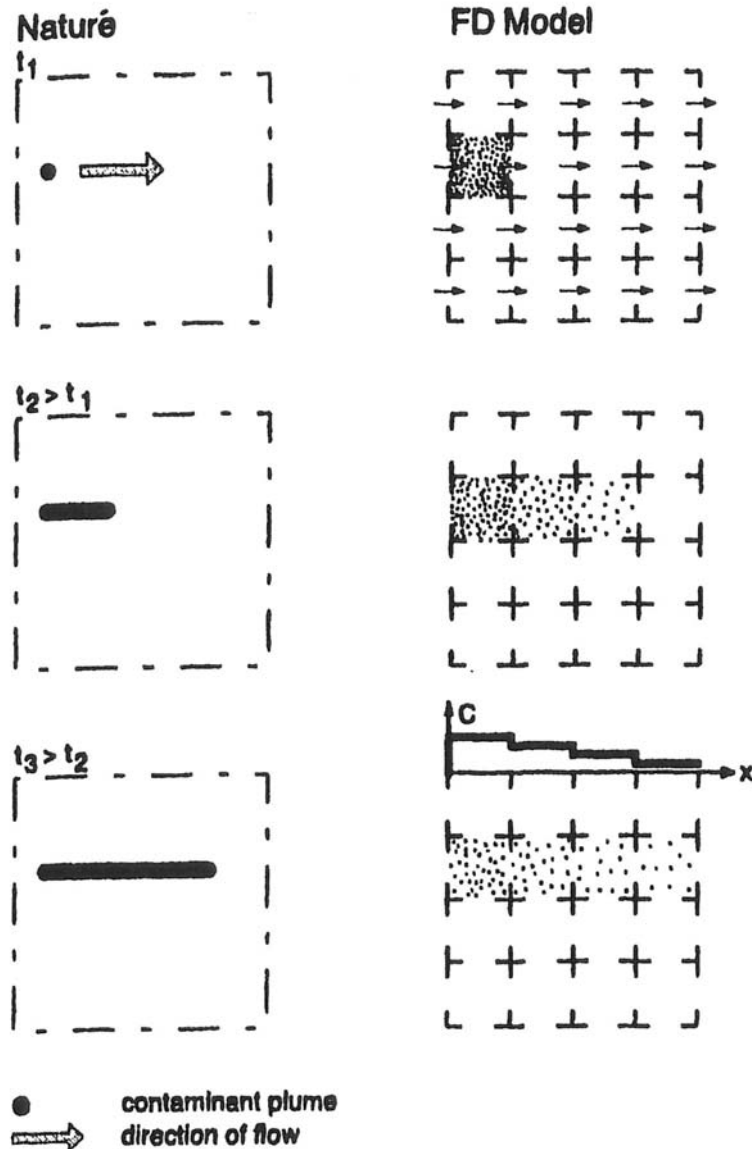 Naturé
FD Model
t1
t2 > t1
C
x
t3 > t2
contaminant plume
direction of flow